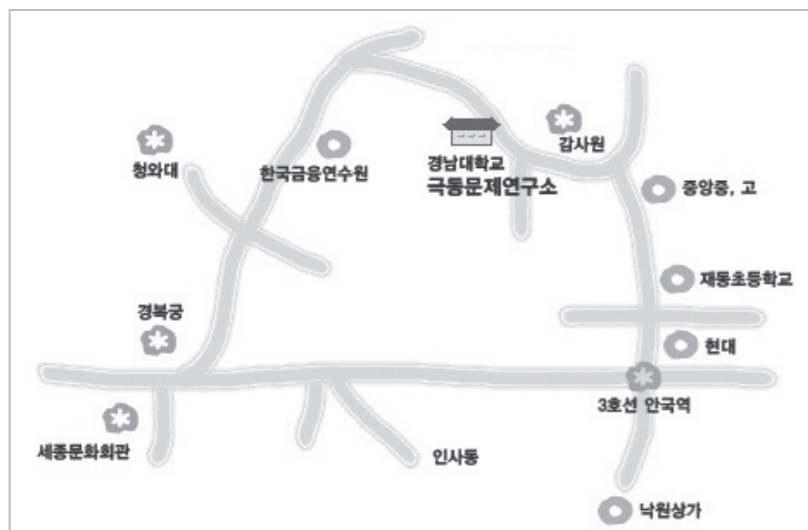 감사원
청와대
한국금융연수원
경남대학교
극동문제연구소
중앙중, 고
재동초등학교
경복궁
현대
3호선 안국역
세종문화회관
인사동
낙원상가